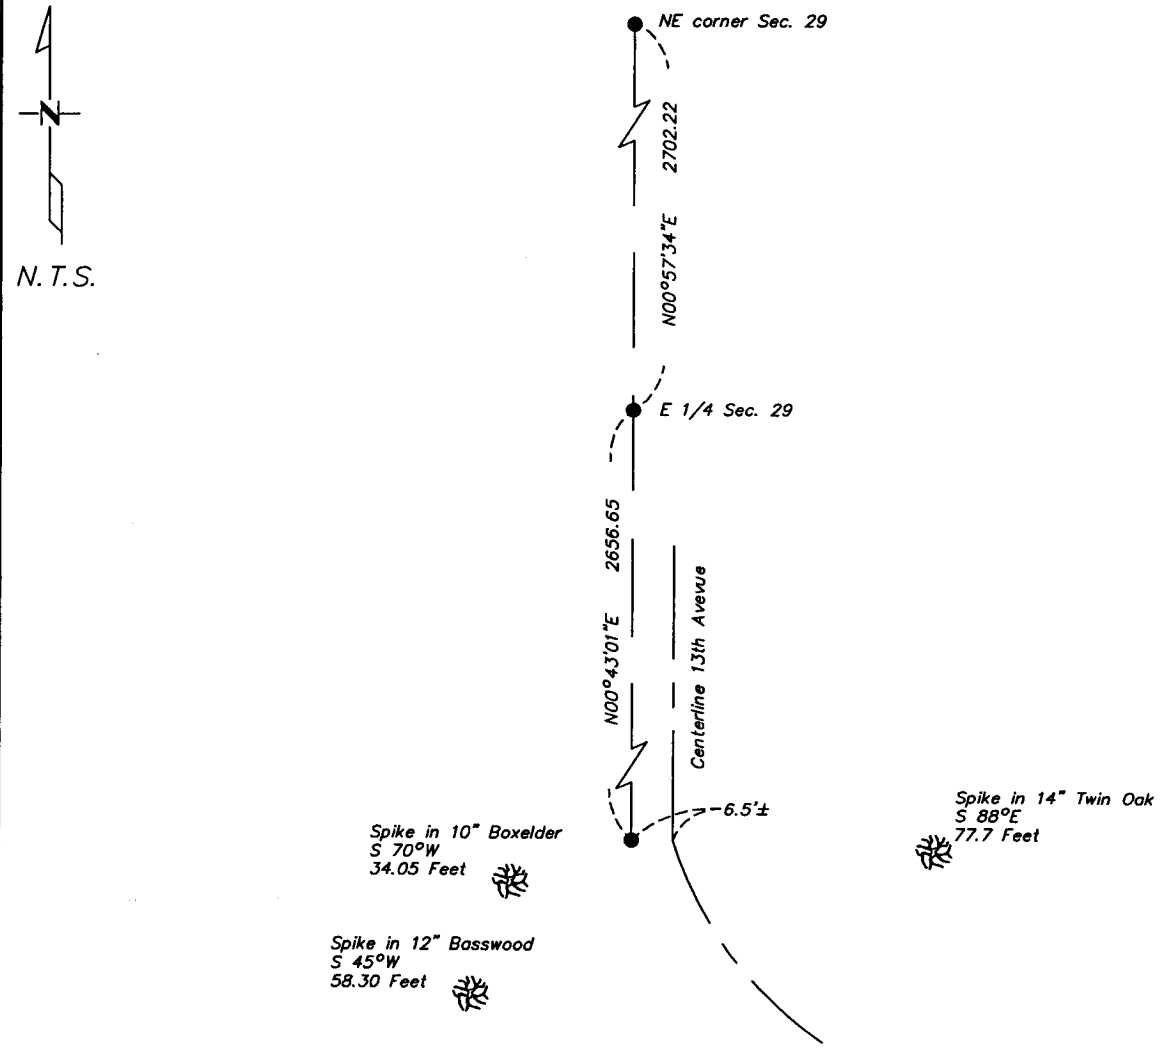 NE corner Sec. 29
N
N.T.S.
2702.22
N00°57'34"E
E 1/4 Sec. 29
2656.65
N00°43'01"E
Centerline 13th Avevue
6.5'±
Spike in 14" Twin Oak
S 88°E
77.7 Feet
Spike in 10" Boxelder
S 70°W
34.05 Feet
Spike in 12" Basswood
S 45°W
58.30 Feet